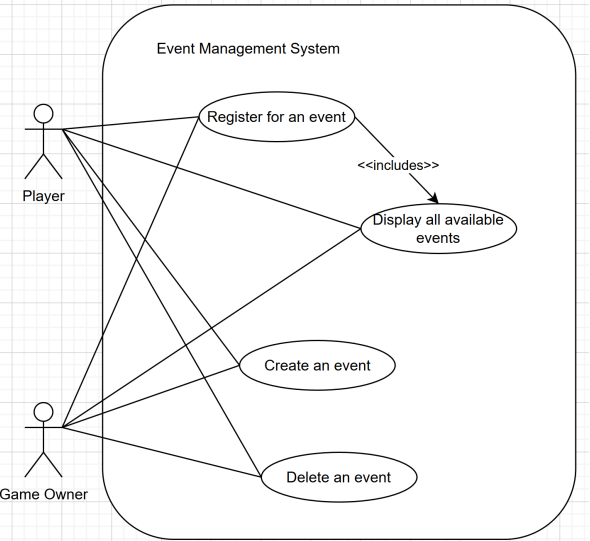 Event Management System
Register for an event
<<includes>>
Player
Display all available
events
Create an event
Delete an event
Game Owner